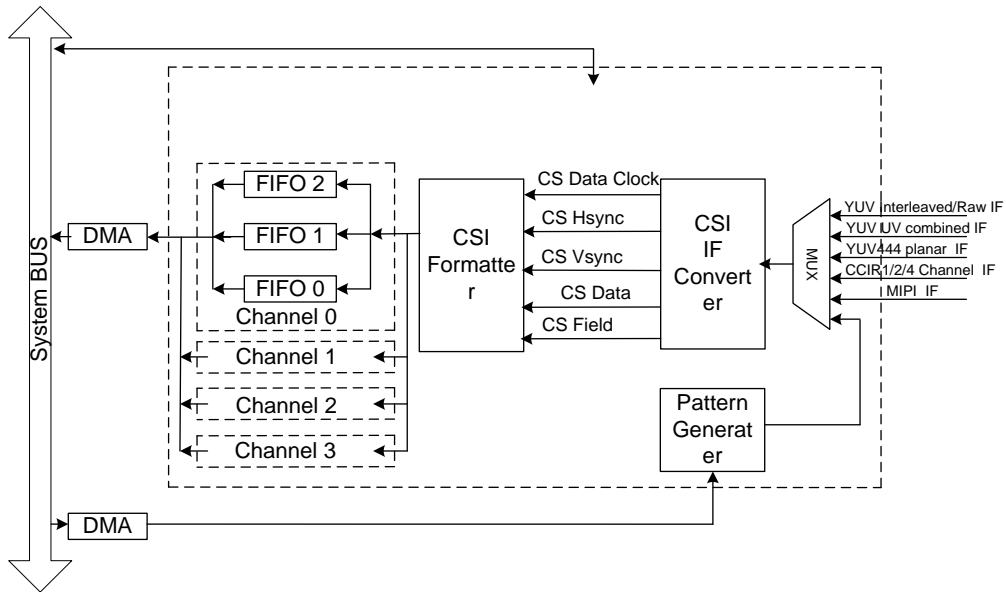 System BUS
DMA
FIFO 2
FIFO 1
FIFO 0
Channel 0
Channel 1
Channel 2
Channel 3
CSI
Formatte
r
CS Data Clock
CS Hsync
CS Vsync
CS Data
CS Field
CSI
IF
Convert
er
MUX
YUV interleaved/Raw IF
YUV UV combined IF
YUV444 planar IF
CCIR1/2/4 Channel IF
MIPI IF
Pattern
Generat
er
DMA